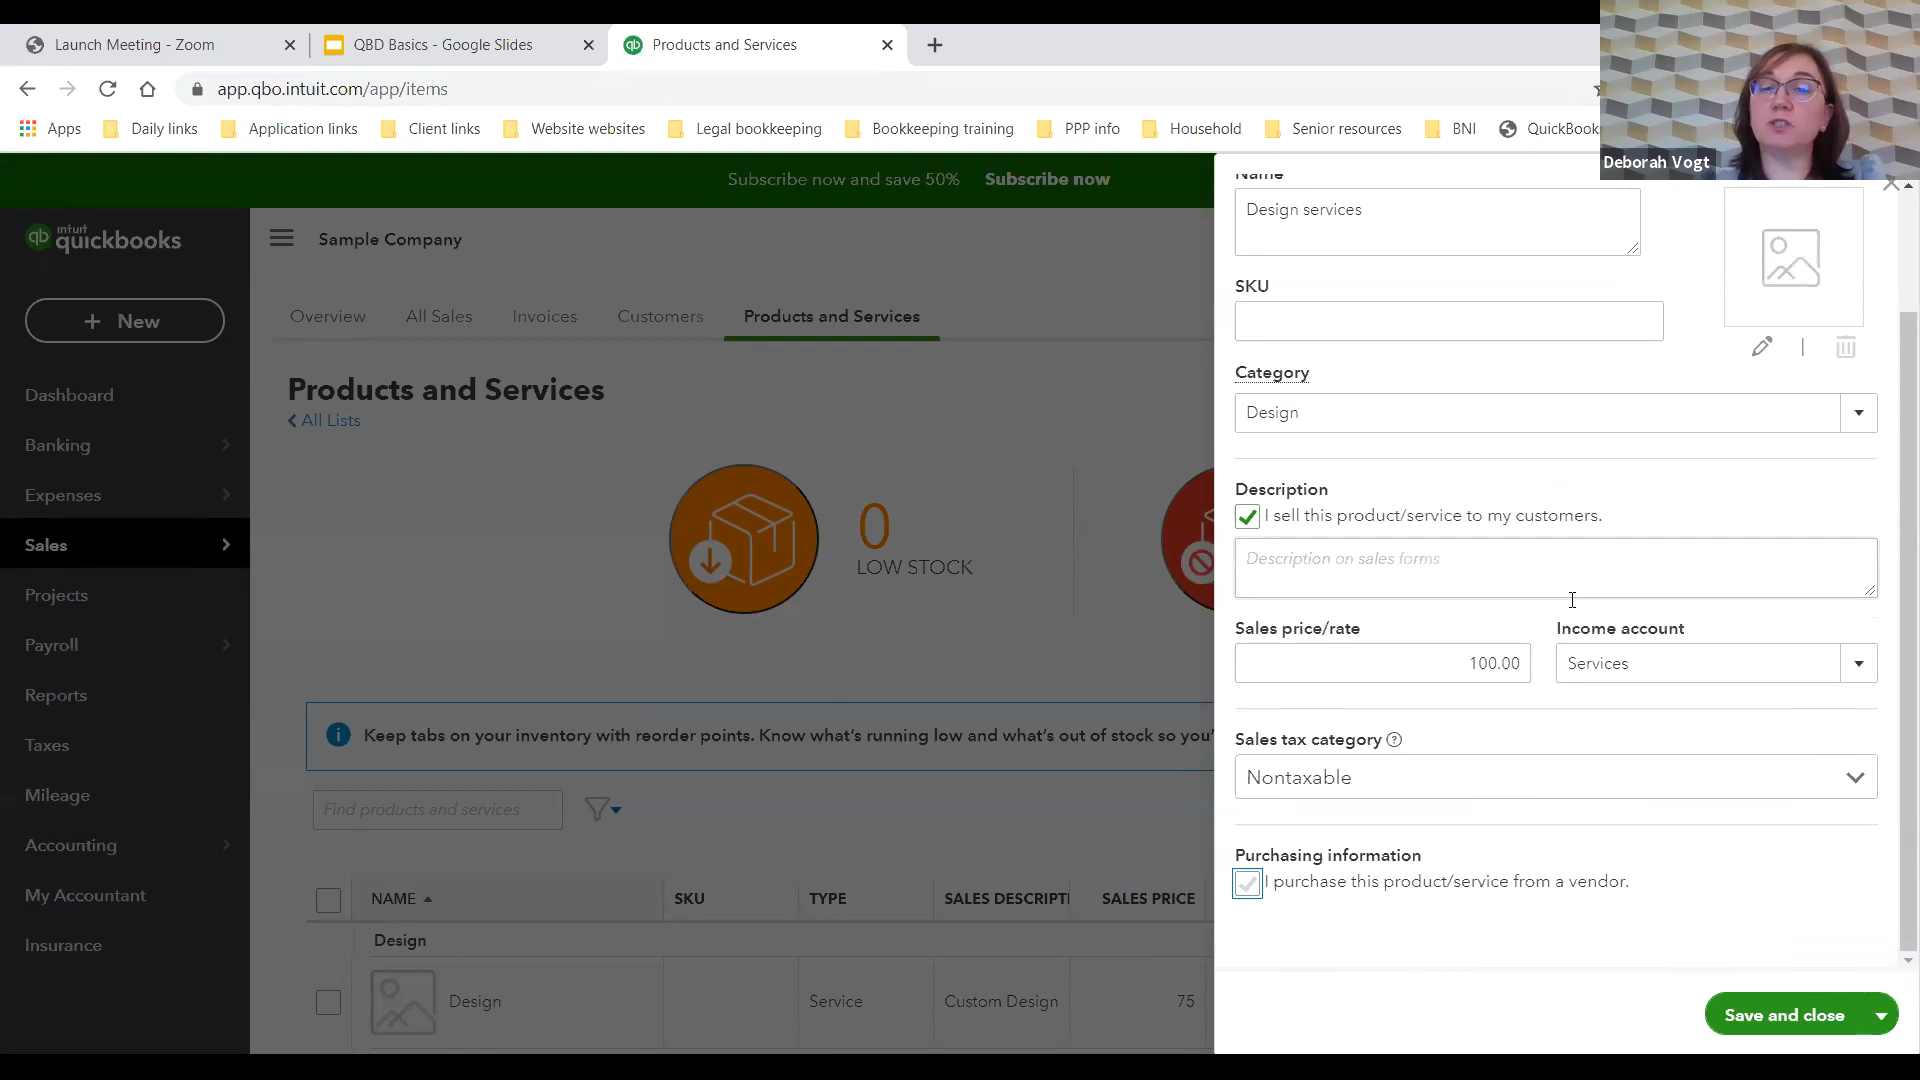 Launch Meeting - Zoom
QBD Basics - Google Slides
qb
Products and Services
app.qbo.intuit.com/app/items
Apps
Daily links
Application links
Client links
Website websites
Legal bookkeeping
Bookkeeping training
PPP info
Household
Senior resources
BNI
QuickBook
Deborah Vogt
Subscribe now and save 50% Subscribe now
qb intuit quickbooks
Sample Company
+ New
Dashboard
Banking
Expenses
Sales
Projects
Payroll
Reports
Taxes
Mileage
Accounting
My Accountant
Insurance
Overview
All Sales
Invoices
Customers
Products and Services
Products and Services
All Lists
0
LOW STOCK
Keep tabs on your inventory with reorder points. Know what's running low and what's out of stock so you'
Find products and services
NAME
SKU
TYPE
SALES DESCRIPTI
SALES PRICE
Design
Design
Service
Custom Design
75
Name
Design services
SKU
Category
Design
Description
I sell this product/service to my customers.
Description on sales forms
Sales price/rate
Income account
100.00
Services
Sales tax category ?
Nontaxable
Purchasing information
I purchase this product/service from a vendor.
Save and close